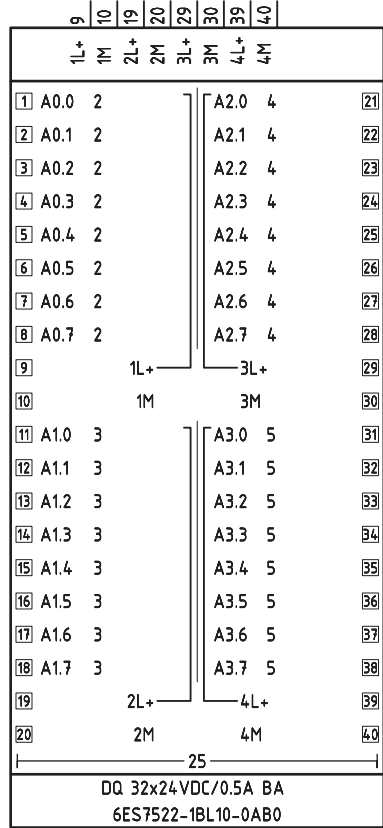 9 10 19 20 29 30 39 40
1L+ 1M 2L+ 2M 3L+ 3M 4L+ 4M
1 A0.0 2 A2.0 4 21
2 A0.1 2 A2.1 4 22
3 A0.2 2 A2.2 4 23
4 A0.3 2 A2.3 4 24
5 A0.4 2 A2.4 4 25
6 A0.5 2 A2.5 4 26
7 A0.6 2 A2.6 4 27
8 A0.7 2 A2.7 4 28
9 1L+ 3L+ 29
10 1M 3M 30
11 A1.0 3 A3.0 5 31
12 A1.1 3 A3.1 5 32
13 A1.2 3 A3.2 5 33
14 A1.3 3 A3.3 5 34
15 A1.4 3 A3.4 5 35
16 A1.5 3 A3.5 5 36
17 A1.6 3 A3.6 5 37
18 A1.7 3 A3.7 5 38
19 2L+ 4L+ 39
20 2M 4M 40
25
DQ 32x24VDC/0.5A BA
6ES7522-1BL10-0AB0